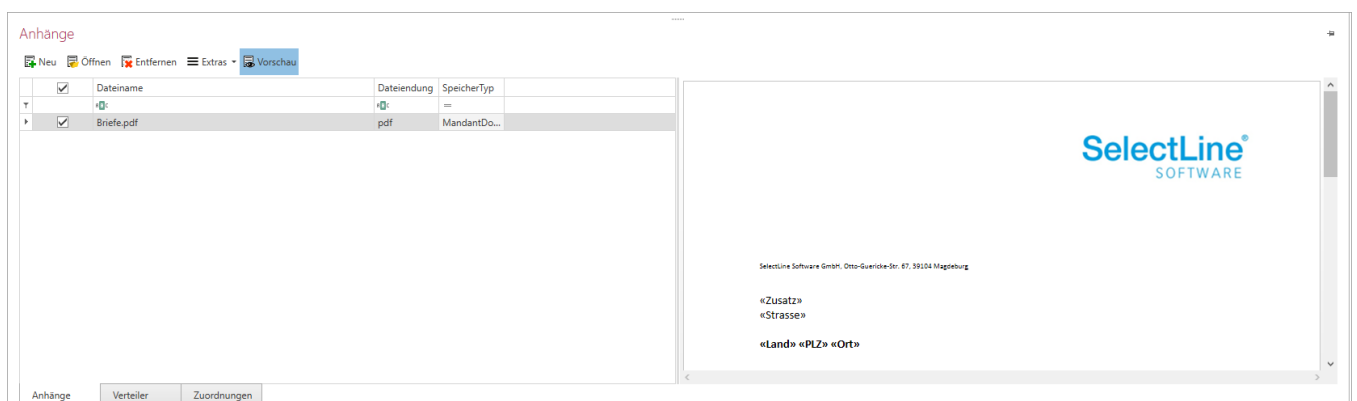 Anhänge
Neu Öffnen Entfernen Extras Vorschau
Dateiname Dateiendung SpeicherTyp
=
Briefe.pdf pdf MandantDo...
SelectLine®
SOFTWARE
SelectLine Software GmbH, Otto-Guericke-Str. 67, 39104 Magdeburg
«Zusatz»
«Strasse»
«Land» «PLZ» «Ort»
Anhänge Verteiler Zuordnungen